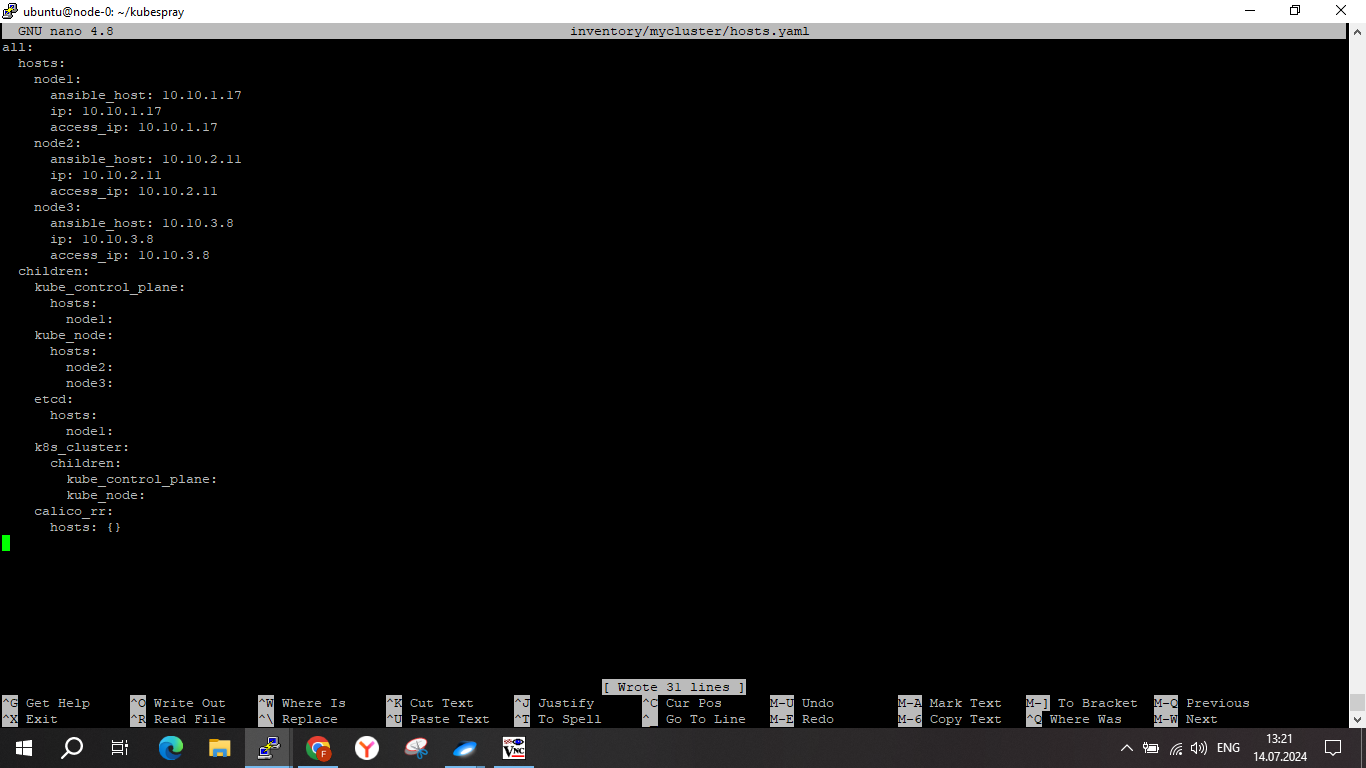 ubuntu@node-0: ~/kubespray
GNU nano 4.8 inventory/mycluster/hosts.yaml
all:
  hosts:
    node1:
      ansible_host: 10.10.1.17
      ip: 10.10.1.17
      access_ip: 10.10.1.17
    node2:
      ansible_host: 10.10.2.11
      ip: 10.10.2.11
      access_ip: 10.10.2.11
    node3:
      ansible_host: 10.10.3.8
      ip: 10.10.3.8
      access_ip: 10.10.3.8
  children:
    kube_control_plane:
      hosts:
        node1:
    kube_node:
      hosts:
        node2:
        node3:
    etcd:
      hosts:
        node1:
    k8s_cluster:
      children:
        kube_control_plane:
        kube_node:
    calico_rr:
      hosts: {}
[ Wrote 31 lines ]
^G Get Help ^O Write Out ^W Where Is ^K Cut Text ^J Justify ^C Cur Pos M-U Undo M-A Mark Text M-] To Bracket M-Q Previous
^X Exit ^R Read File ^\ Replace ^U Paste Text ^T To Spell ^_ Go To Line M-E Redo M-6 Copy Text ^Q Where Was M-W Next
F
VNC
ENG
13:21
14.07.2024